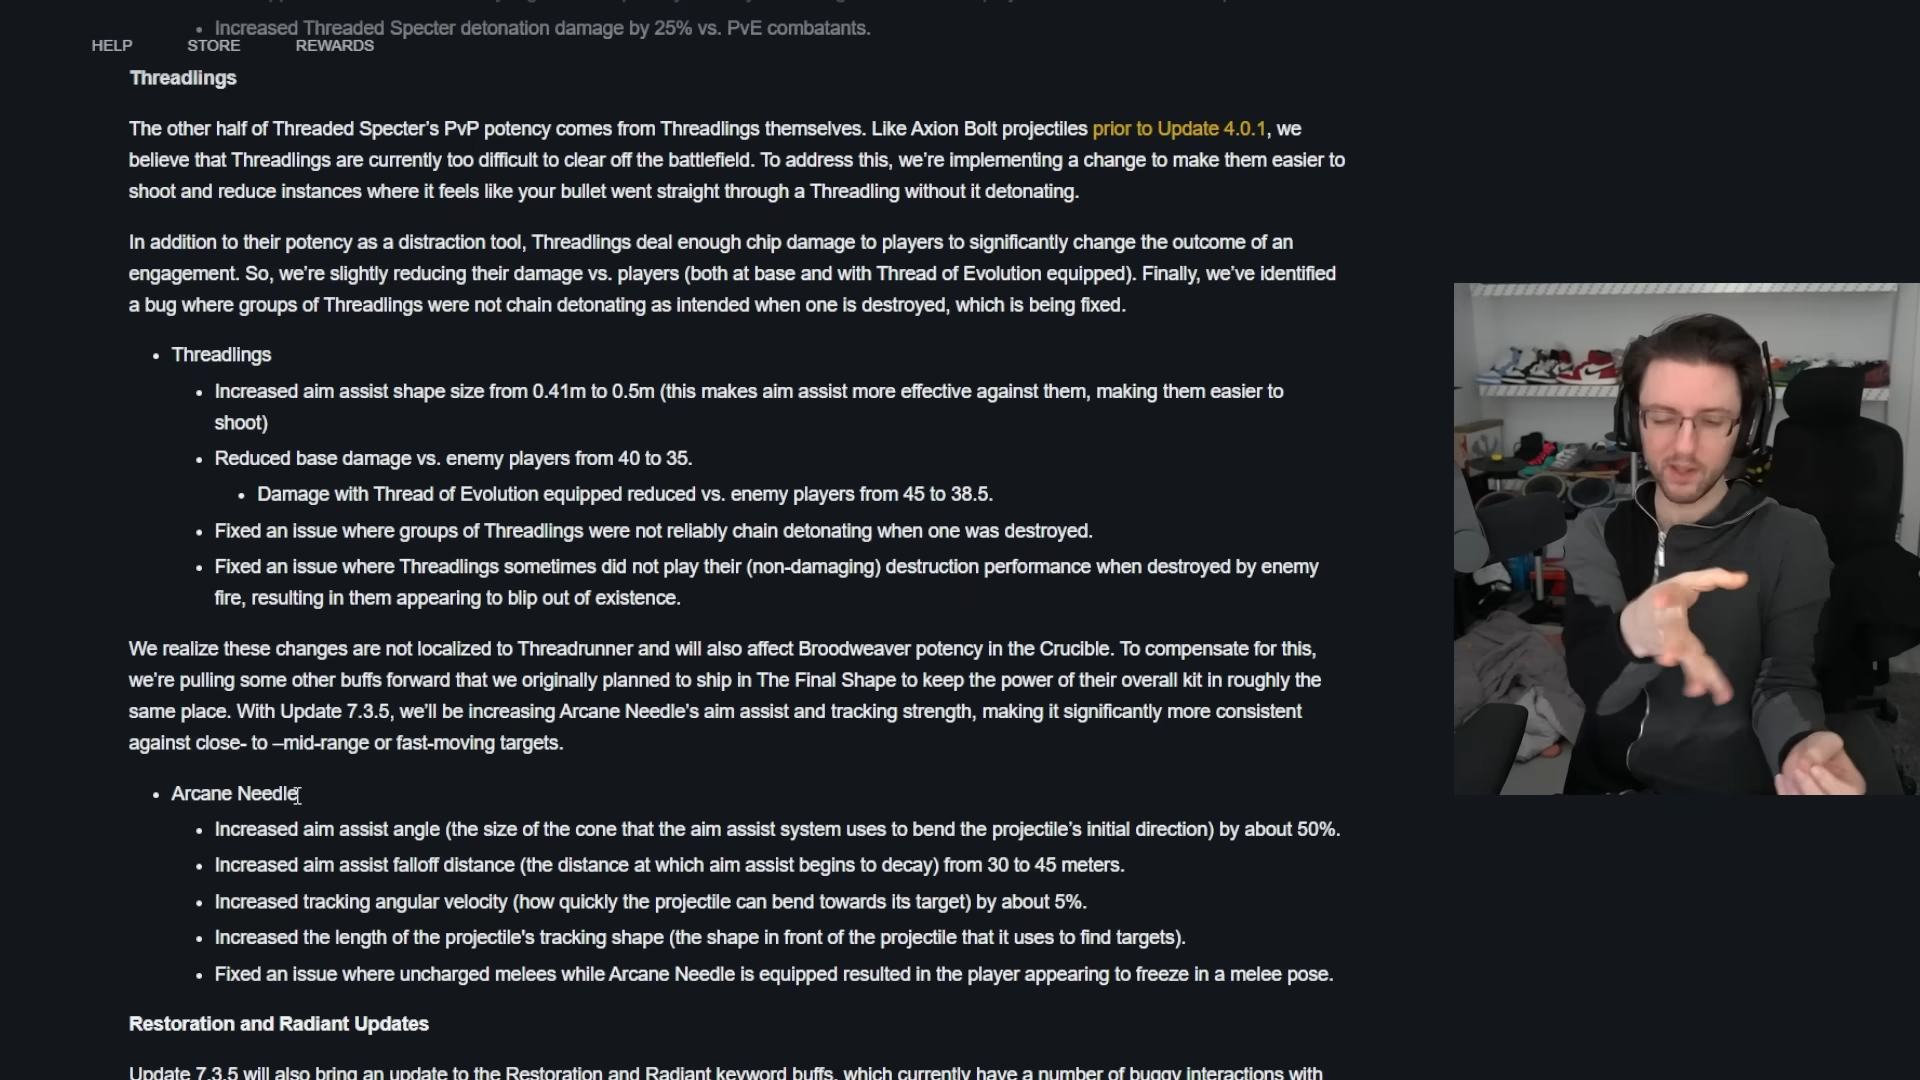 Increased Threaded Specter detonation damage by 25% vs. PvE combatants.
HELP STORE REWARDS
Threadlings
The other half of Threaded Specter’s PvP potency comes from Threadlings themselves. Like Axion Bolt projectiles prior to Update 4.0.1, we
believe that Threadlings are currently too difficult to clear off the battlefield. To address this, we’re implementing a change to make them easier to
shoot and reduce instances where it feels like your bullet went straight through a Threadling without it detonating.
In addition to their potency as a distraction tool, Threadlings deal enough chip damage to players to significantly change the outcome of an
engagement. So, we’re slightly reducing their damage vs. players (both at base and with Thread of Evolution equipped). Finally, we’ve identified
a bug where groups of Threadlings were not chain detonating as intended when one is destroyed, which is being fixed.
• Threadlings
• Increased aim assist shape size from 0.41m to 0.5m (this makes aim assist more effective against them, making them easier to
shoot)
• Reduced base damage vs. enemy players from 40 to 35.
• Damage with Thread of Evolution equipped reduced vs. enemy players from 45 to 38.5.
• Fixed an issue where groups of Threadlings were not reliably chain detonating when one was destroyed.
• Fixed an issue where Threadlings sometimes did not play their (non-damaging) destruction performance when destroyed by enemy
fire, resulting in them appearing to blip out of existence.
We realize these changes are not localized to Threadrunner and will also affect Broodweaver potency in the Crucible. To compensate for this,
we’re pulling some other buffs forward that we originally planned to ship in The Final Shape to keep the power of their overall kit in roughly the
same place. With Update 7.3.5, we’ll be increasing Arcane Needle’s aim assist and tracking strength, making it significantly more consistent
against close- to –mid-range or fast-moving targets.
• Arcane Needle
• Increased aim assist angle (the size of the cone that the aim assist system uses to bend the projectile’s initial direction) by about 50%.
• Increased aim assist falloff distance (the distance at which aim assist begins to decay) from 30 to 45 meters.
• Increased tracking angular velocity (how quickly the projectile can bend towards its target) by about 5%.
• Increased the length of the projectile's tracking shape (the shape in front of the projectile that it uses to find targets).
• Fixed an issue where uncharged melees while Arcane Needle is equipped resulted in the player appearing to freeze in a melee pose.
Restoration and Radiant Updates
Update 7.3.5 will also bring an update to the Restoration and Radiant keyword buffs, which currently have a number of buggy interactions with